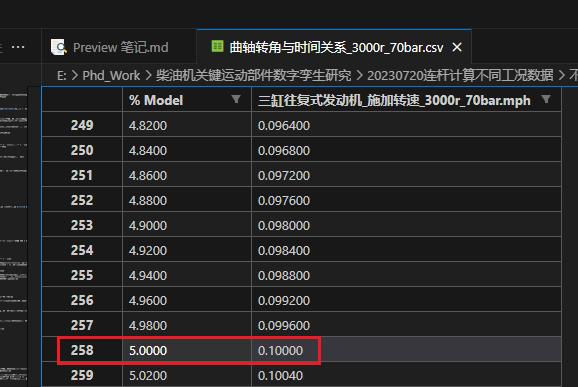 ··· Preview 笔记.md 曲轴转角与时间关系_3000r_70bar.csv ×
E: > Phd_Work > 柴油机关键运动部件数字孪生研究 > 20230720连杆计算不同工况数据 > 不
% Model 三缸往复式发动机_施加转速_3000r_70bar.mph
249 4.8200 0.096400
250 4.8400 0.096800
251 4.8600 0.097200
252 4.8800 0.097600
253 4.9000 0.098000
254 4.9200 0.098400
255 4.9400 0.098800
256 4.9600 0.099200
257 4.9800 0.099600
258 5.0000 0.10000
259 5.0200 0.10040